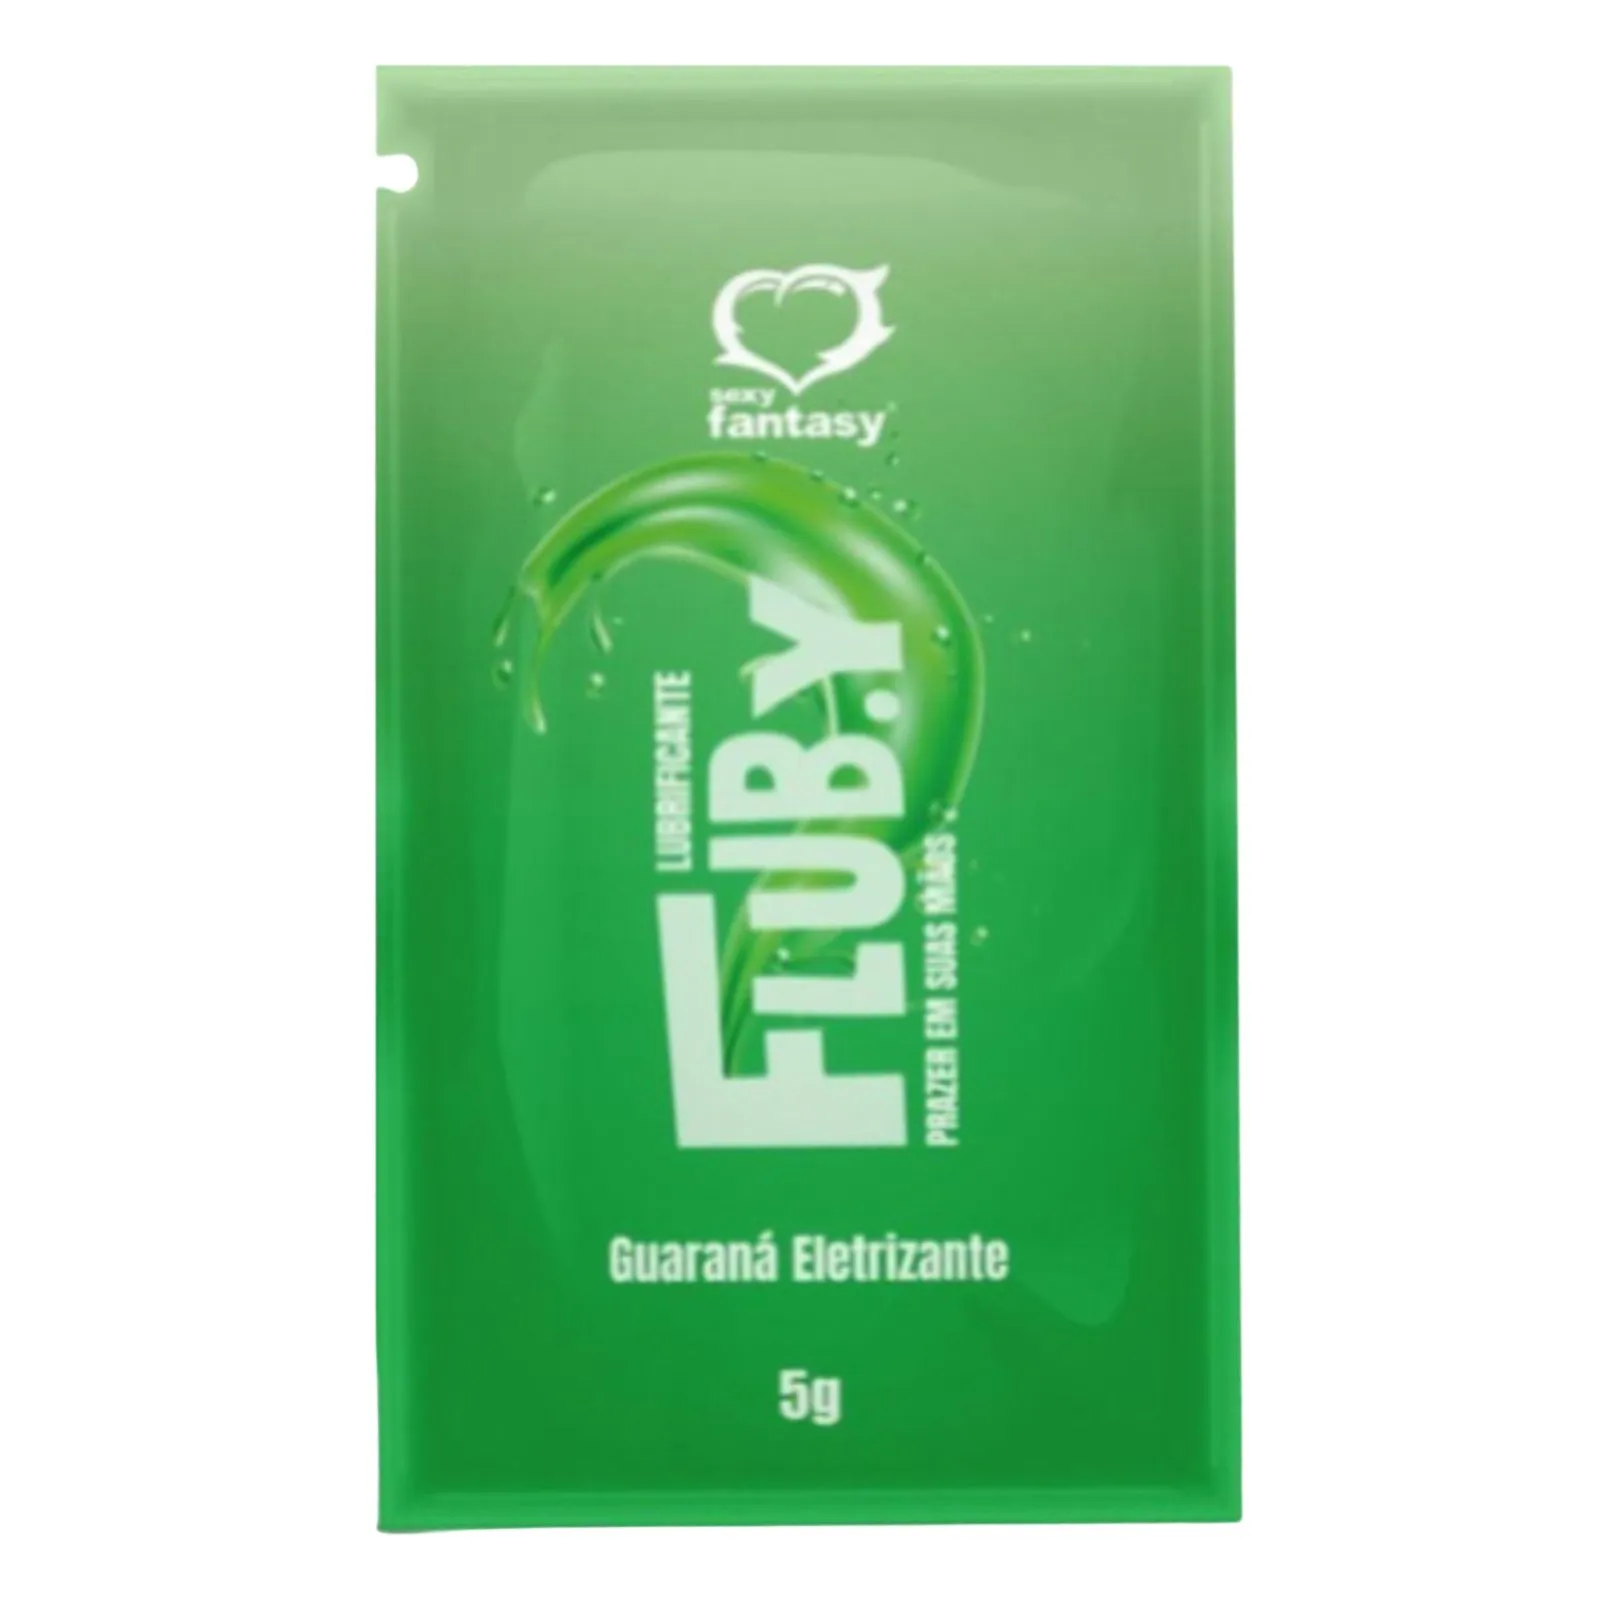 sexy
fantasy
LUBRIFICANTE
FLUB.Y
PRAZER EM SUAS MÃOS
Guaraná Eletrizante
5g